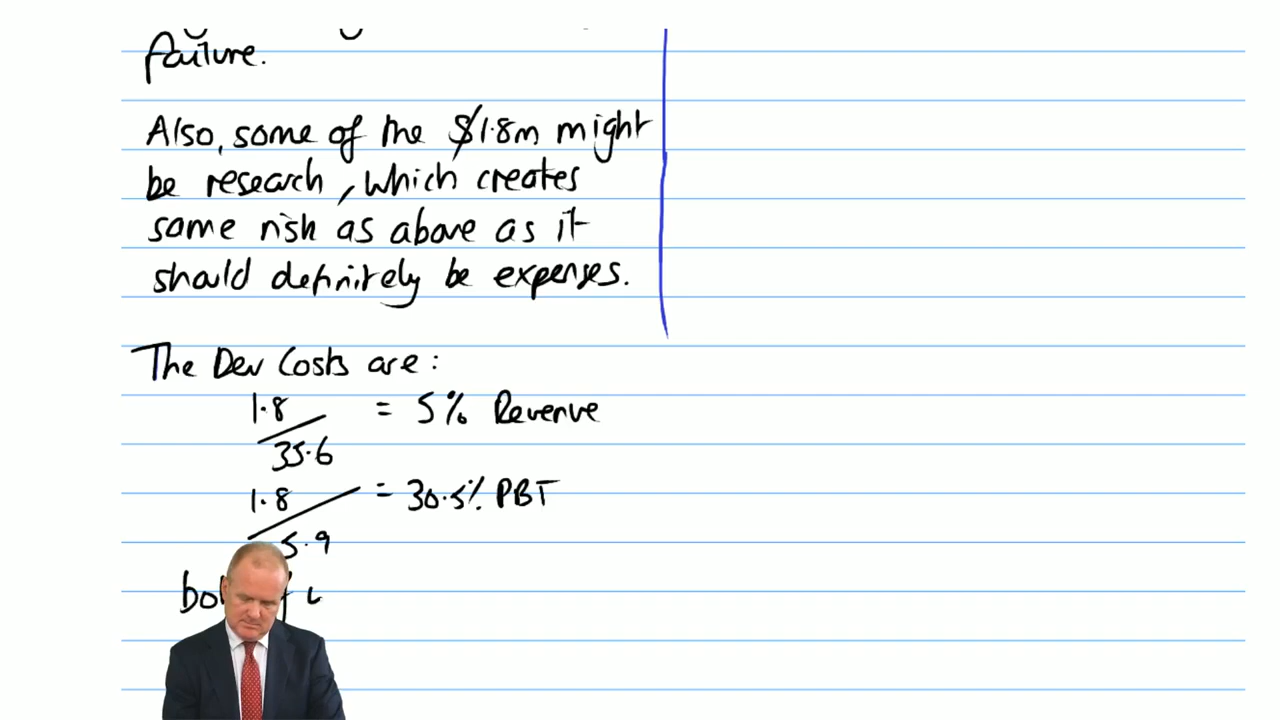 failure.
Also, some of the $1.8m might
be research, which creates
same risk as above as it
should definitely be expenses.
The Dev Costs are:
1.8
/
35.6
= 5% Revenue
1.8
/
5.9
= 30.5% PBT